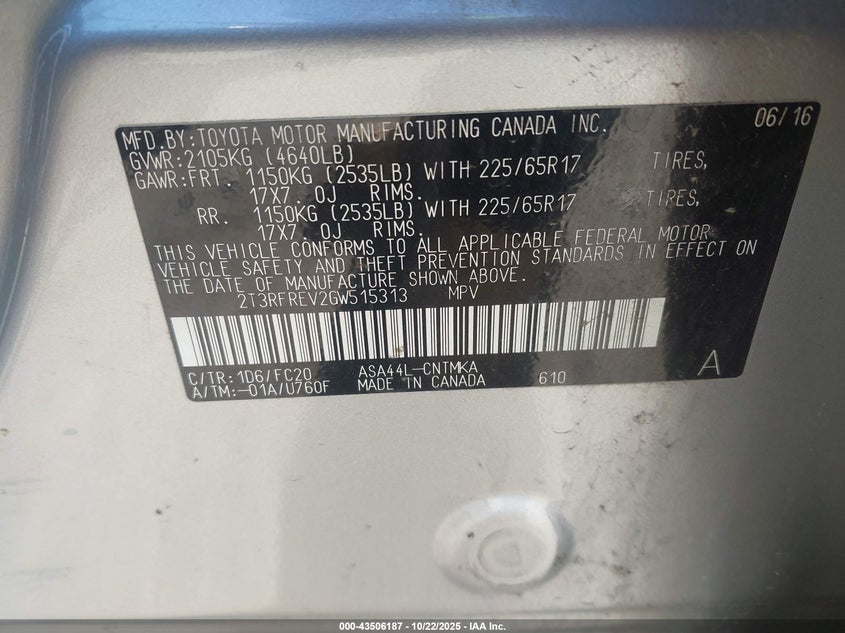 06/16
MFD.BY:TOYOTA MOTOR MANUFACTURING CANADA INC.
GVWR:2105KG (4640LB)
GAWR:FRT. 1150KG (2535LB) WITH 225/65R17 TIRES,
17X7.0J RIMS.
RR. 1150KG (2535LB) WITH 225/65R17 TIRES,
17X7.0J RIMS.
THIS VEHICLE CONFORMS TO ALL APPLICABLE FEDERAL MOTOR
VEHICLE SAFETY AND THEFT PREVENTION STANDARDS IN EFFECT ON
THE DATE OF MANUFACTURE SHOWN ABOVE.
2T3RFREV2GW515313 MPV
C/TR:1D6/FC20 ASA44L-CNTMKA
A/TM:-01A/U760F MADE IN CANADA 610 A
000-43506187 - 10/22/2025 - IAA Inc.